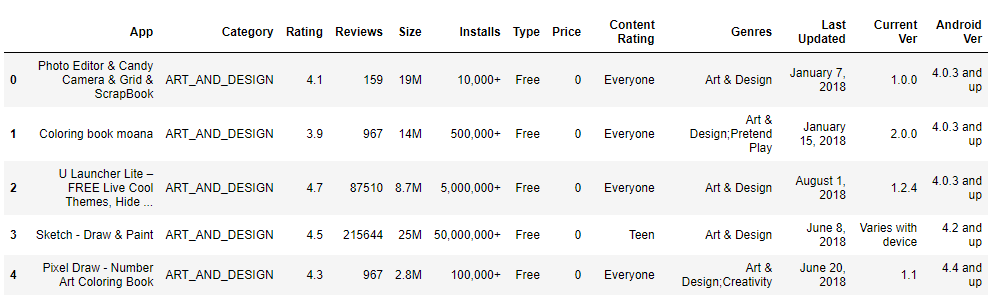 App Category Rating Reviews Size Installs Type Price Content Rating Genres Last Updated Current Ver Android Ver
0 Photo Editor & Candy Camera & Grid & ScrapBook ART_AND_DESIGN 4.1 159 19M 10,000+ Free 0 Everyone Art & Design January 7, 2018 1.0.0 4.0.3 and up
1 Coloring book moana ART_AND_DESIGN 3.9 967 14M 500,000+ Free 0 Everyone Art & Design;Pretend Play January 15, 2018 2.0.0 4.0.3 and up
2 U Launcher Lite – FREE Live Cool Themes, Hide ... ART_AND_DESIGN 4.7 87510 8.7M 5,000,000+ Free 0 Everyone Art & Design August 1, 2018 1.2.4 4.0.3 and up
3 Sketch - Draw & Paint ART_AND_DESIGN 4.5 215644 25M 50,000,000+ Free 0 Teen Art & Design June 8, 2018 Varies with device 4.2 and up
4 Pixel Draw - Number Art Coloring Book ART_AND_DESIGN 4.3 967 2.8M 100,000+ Free 0 Everyone Art & Design;Creativity June 20, 2018 1.1 4.4 and up